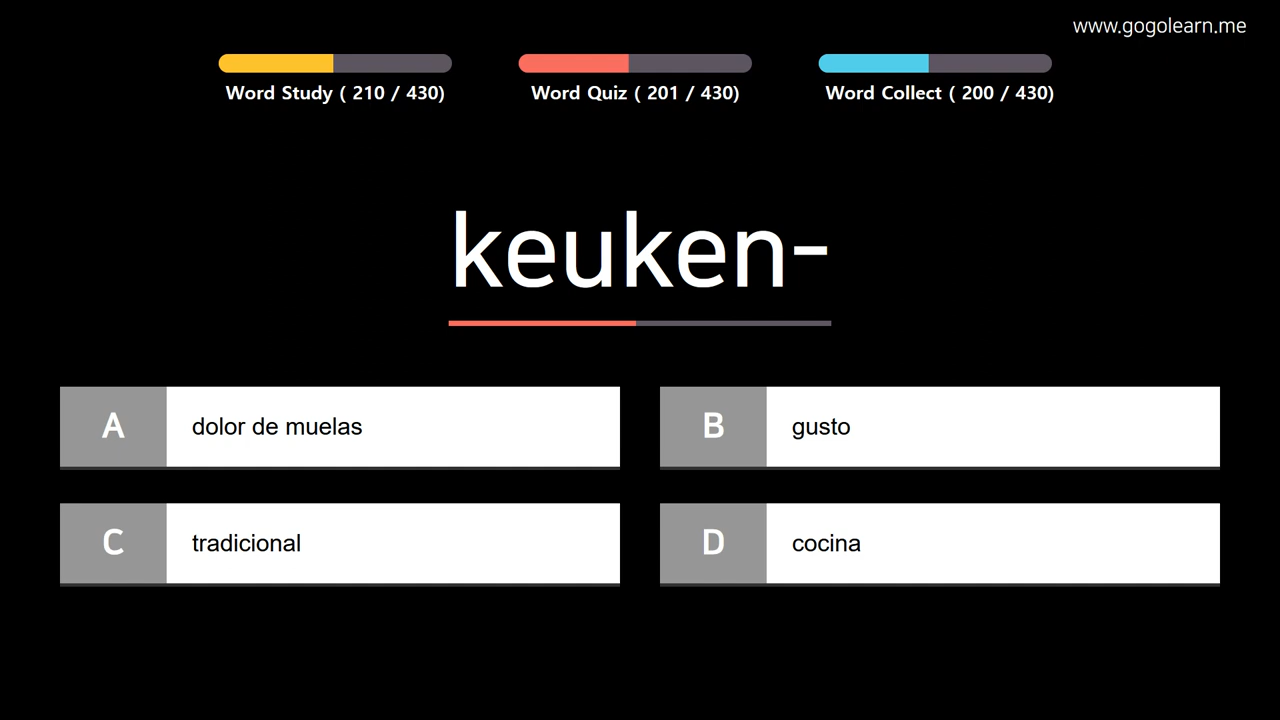 www.gogolearn.me
Word Study ( 210 / 430)
Word Quiz ( 201 / 430)
Word Collect ( 200 / 430)
keuken-
A dolor de muelas
B gusto
C tradicional
D cocina